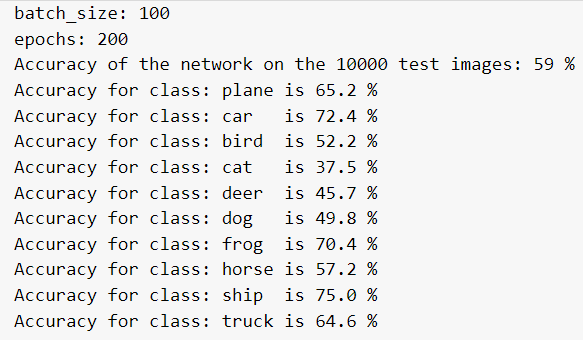 batch_size: 100
epochs: 200
Accuracy of the network on the 10000 test images: 59 %
Accuracy for class: plane is 65.2 %
Accuracy for class: car   is 72.4 %
Accuracy for class: bird  is 52.2 %
Accuracy for class: cat   is 37.5 %
Accuracy for class: deer  is 45.7 %
Accuracy for class: dog   is 49.8 %
Accuracy for class: frog  is 70.4 %
Accuracy for class: horse is 57.2 %
Accuracy for class: ship  is 75.0 %
Accuracy for class: truck is 64.6 %